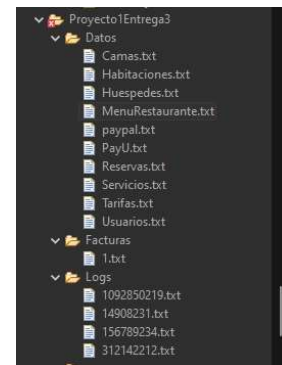 Proyecto1Entrega3
Datos
Camas.txt
Habitaciones.txt
Huespedes.txt
MenuRestaurante.txt
paypal.txt
PayU.txt
Reservas.txt
Servicios.txt
Tarifas.txt
Usuarios.txt
Facturas
1.txt
Logs
1092850219.txt
14908231.txt
156789234.txt
312142212.txt